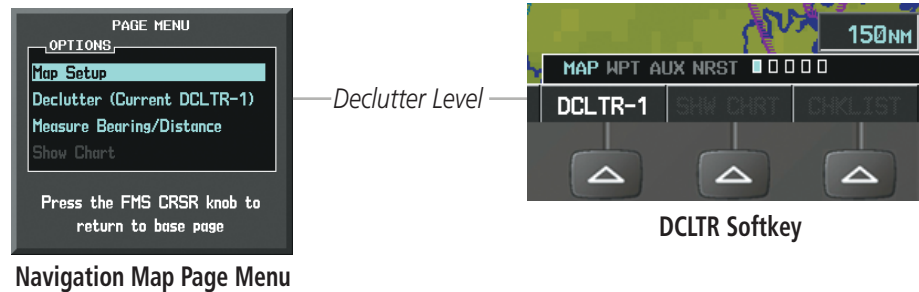 PAGE MENU
OPTIONS
Map Setup
Declutter (Current DCLTR-1)
Measure Bearing/Distance
Show Chart
Press the FMS CRSR knob to
return to base page
Navigation Map Page Menu
Declutter Level
150NM
MAP WPT AUX NRST
DCLTR-1 SHW CHRT CHKLIST
DCLTR Softkey